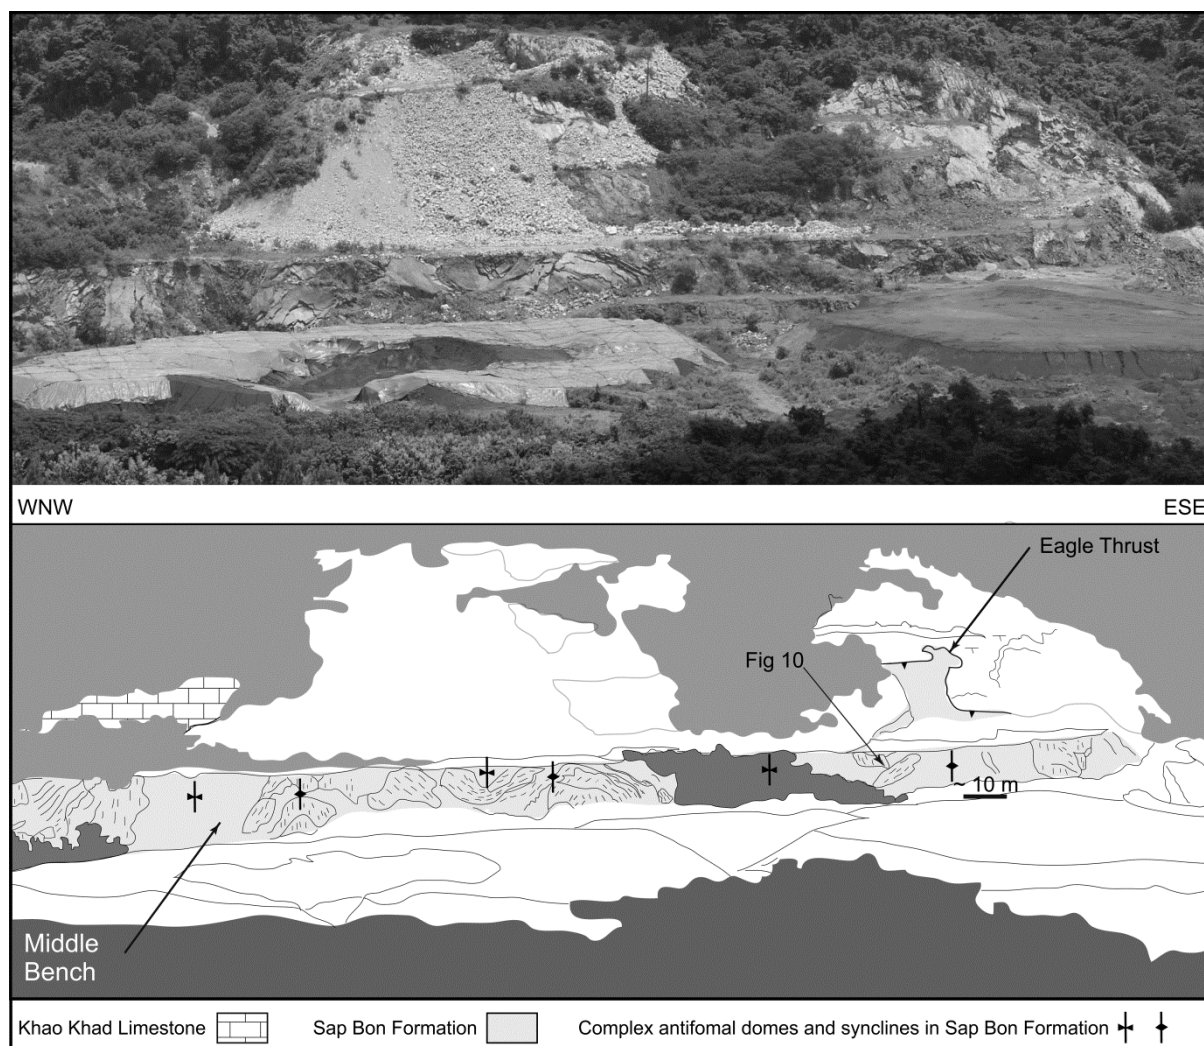 WNW ESE
Eagle Thrust
Fig 10
~ 10 m
Middle
Bench
Khao Khad Limestone Sap Bon Formation Complex antifomal domes and synclines in Sap Bon Formation